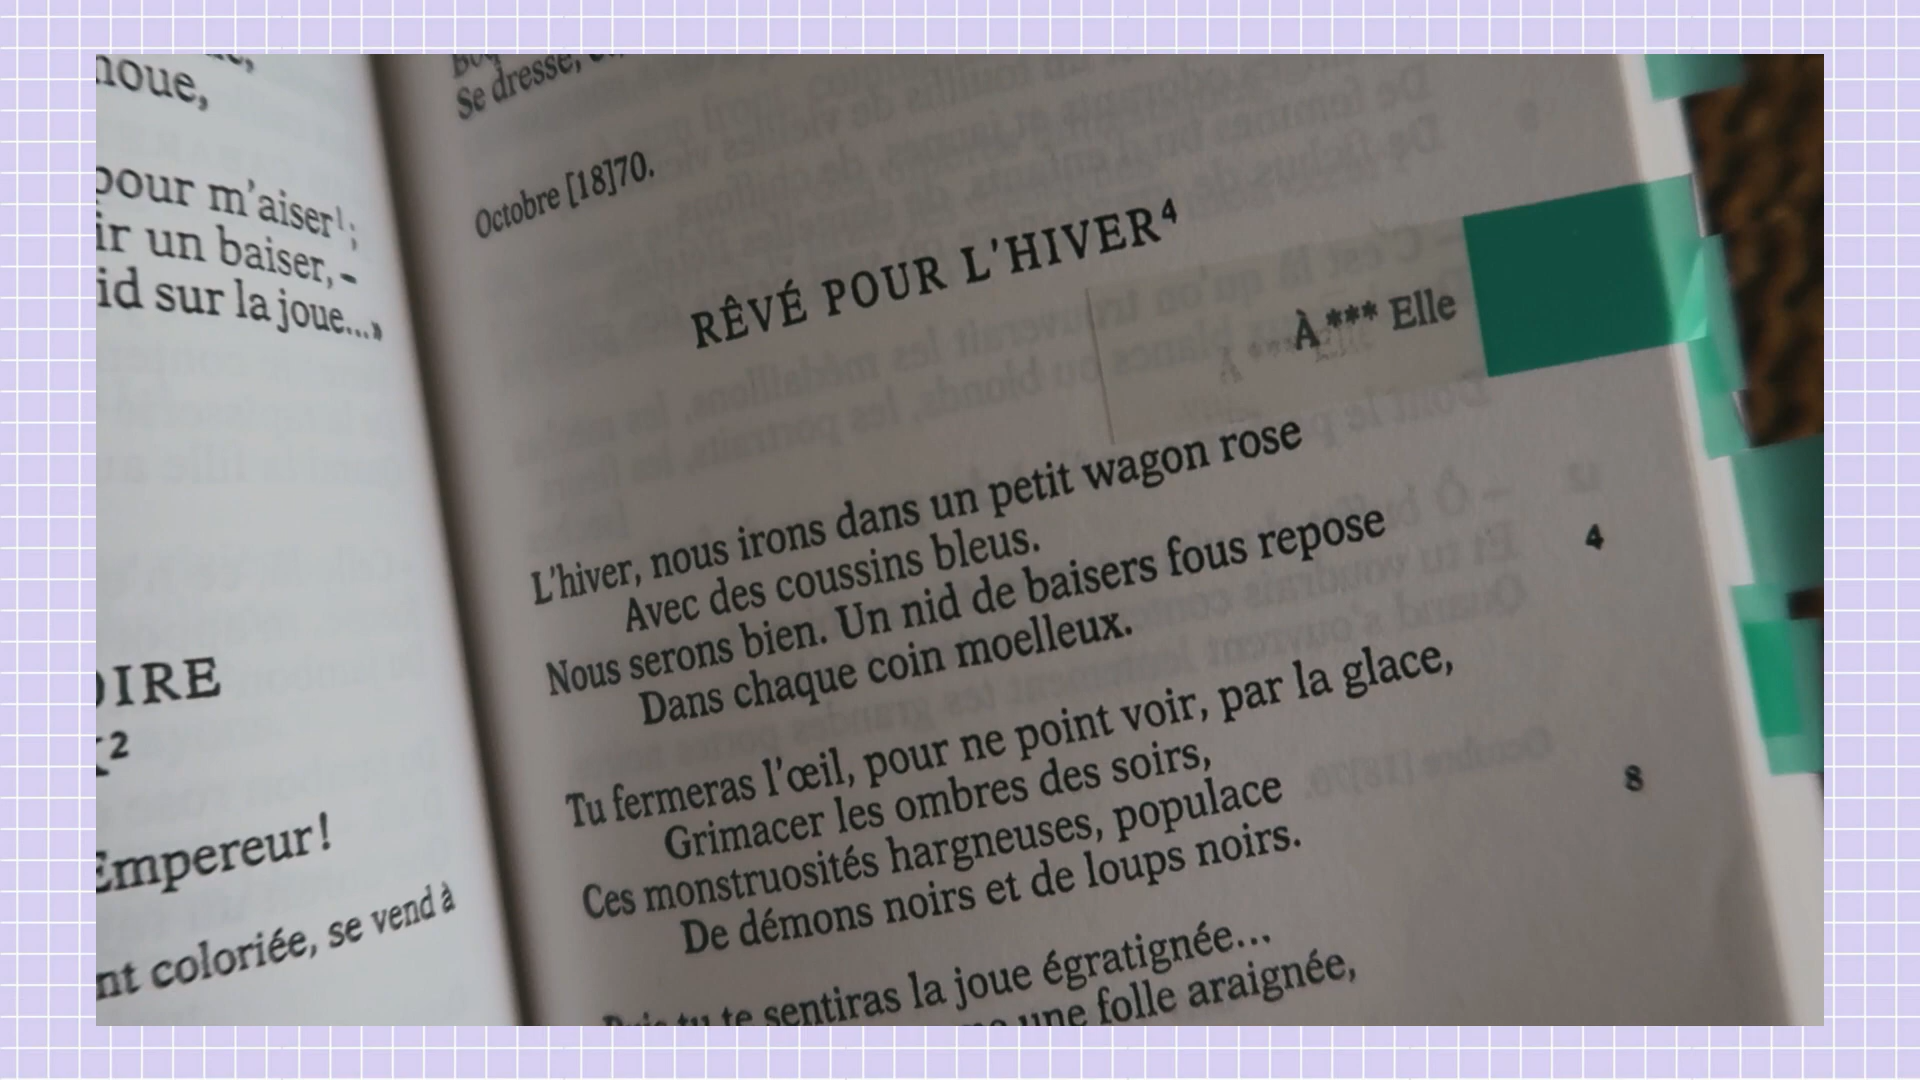 noue,
pour m'aiser¹;
ir un baiser, –
id sur la joue...»
OIRE
2
Empereur!
nt coloriée, se vend à
Se dresse,
Octobre [18]70.
RÊVÉ POUR L'HIVER⁴
À *** Elle
L'hiver, nous irons dans un petit wagon rose
Avec des coussins bleus.
Nous serons bien. Un nid de baisers fous repose
4
Dans chaque coin moelleux.
Tu fermeras l'œil, pour ne point voir, par la glace,
Grimacer les ombres des soirs,
Ces monstruosités hargneuses, populace
8
De démons noirs et de loups noirs.
Puis tu te sentiras la joue égratignée...
une folle araignée,